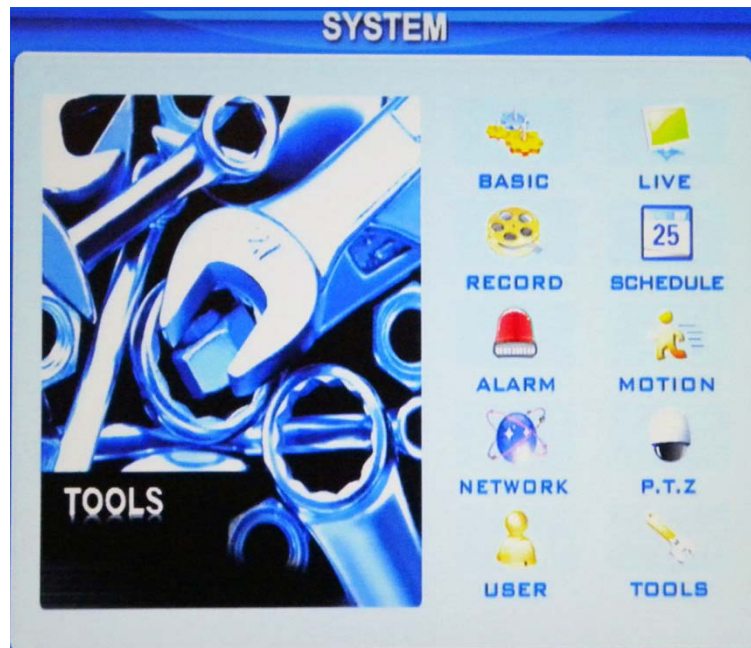 SYSTEM
BASIC LIVE
RECORD 25
SCHEDULE
ALARM MOTION
NETWORK P.T.Z
USER TOOLS
TOOLS